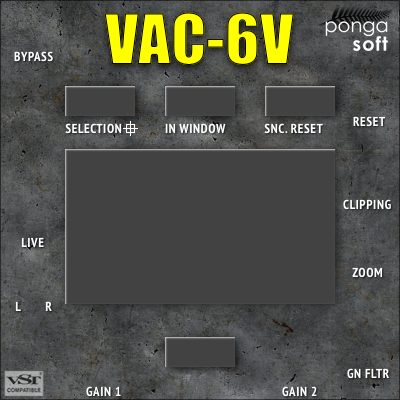 VAC-6V
ponga
soft
BYPASS
SELECTION
IN WINDOW
SNC. RESET
RESET
CLIPPING
LIVE
ZOOM
L R
GN FLTR
VST
COMPATIBLE
GAIN 1
GAIN 2